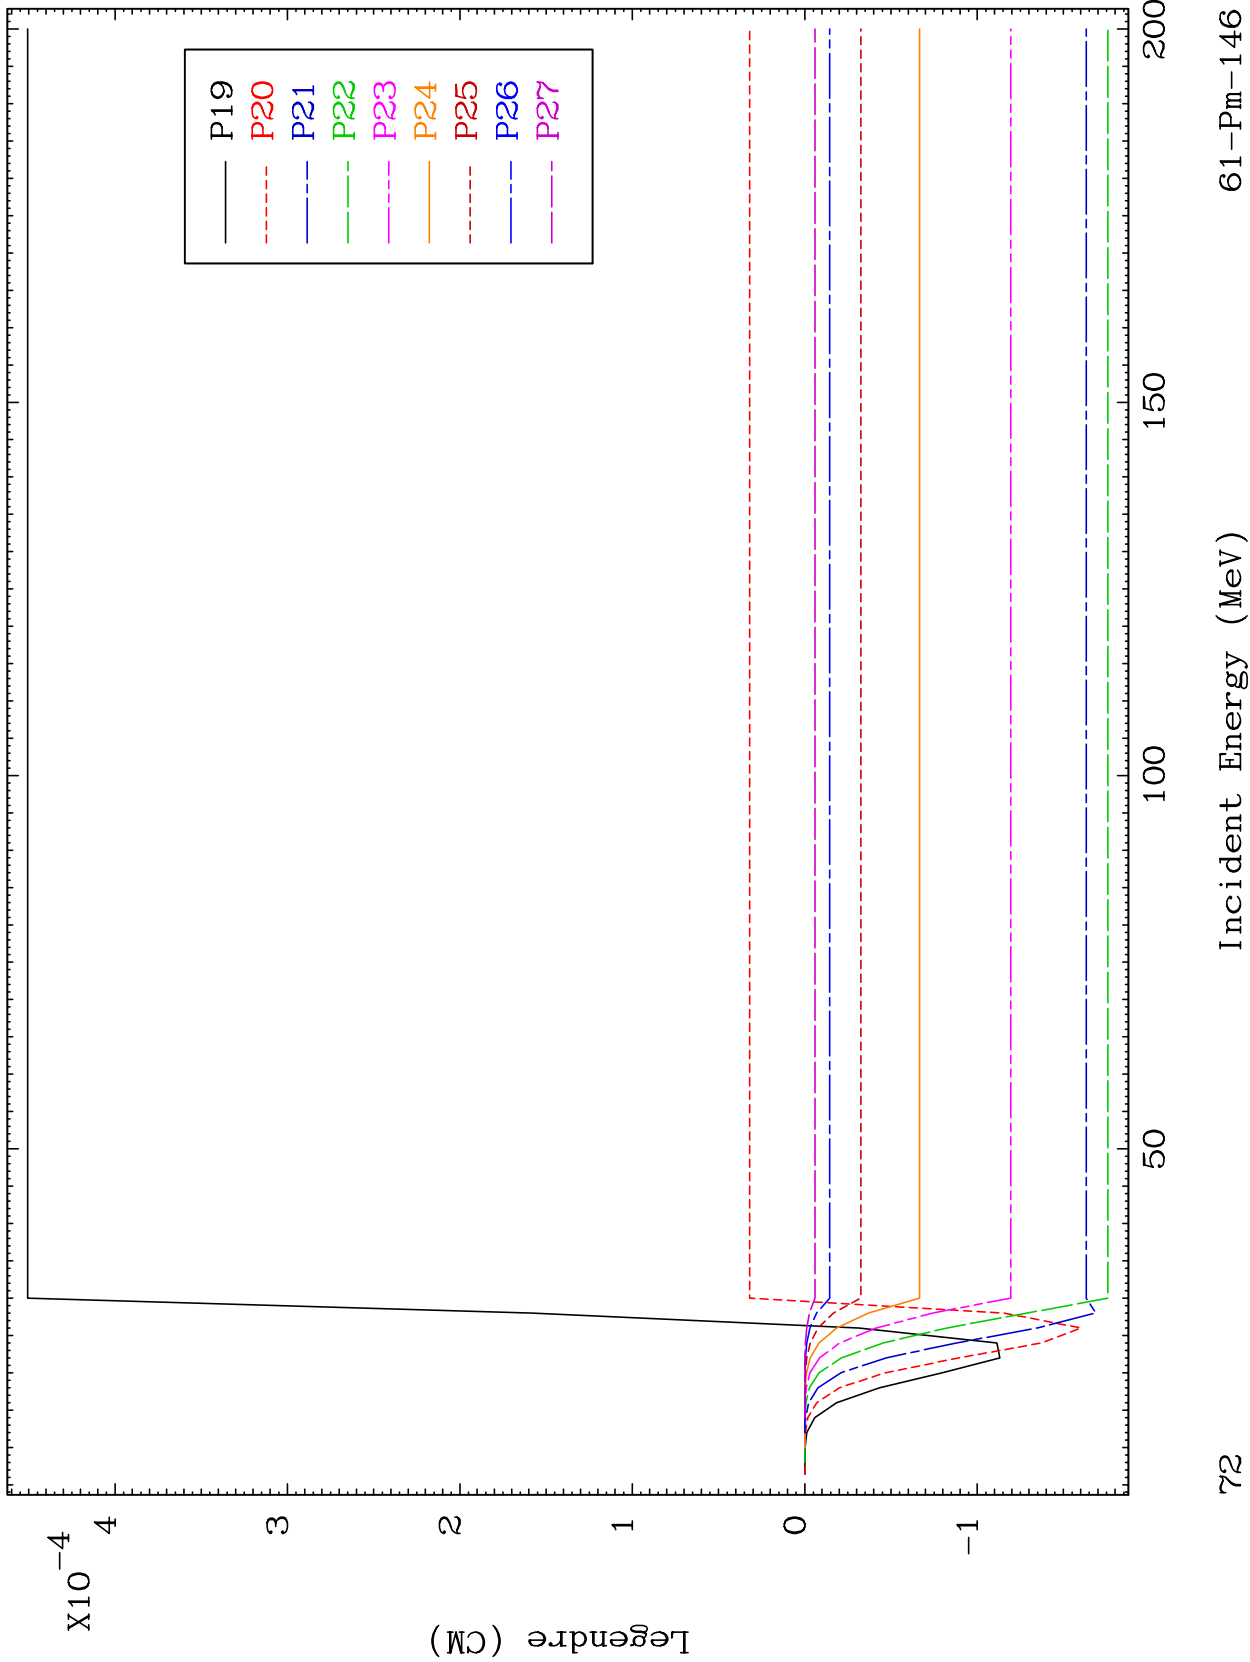 X10⁻⁴
4
3
2
1
0
-1
Legendre (CM)
P19
P20
P21
P22
P23
P24
P25
P26
P27
50
100
150
200
72
Incident Energy (MeV)
61-Pm-146